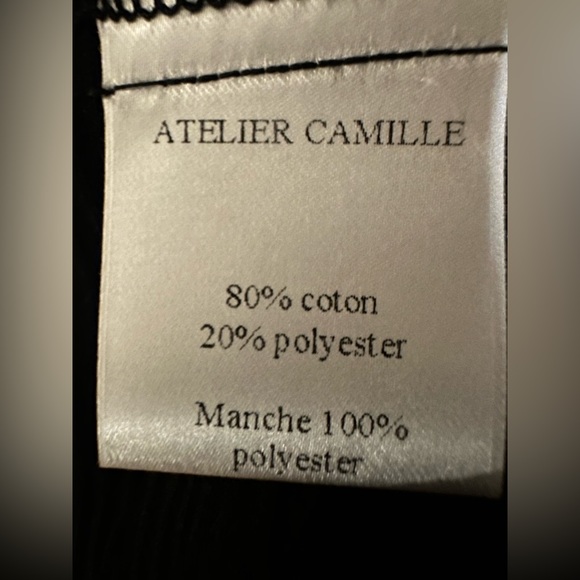 ATELIER CAMILLE
80% coton
20% polyester
Manche 100%
polyester